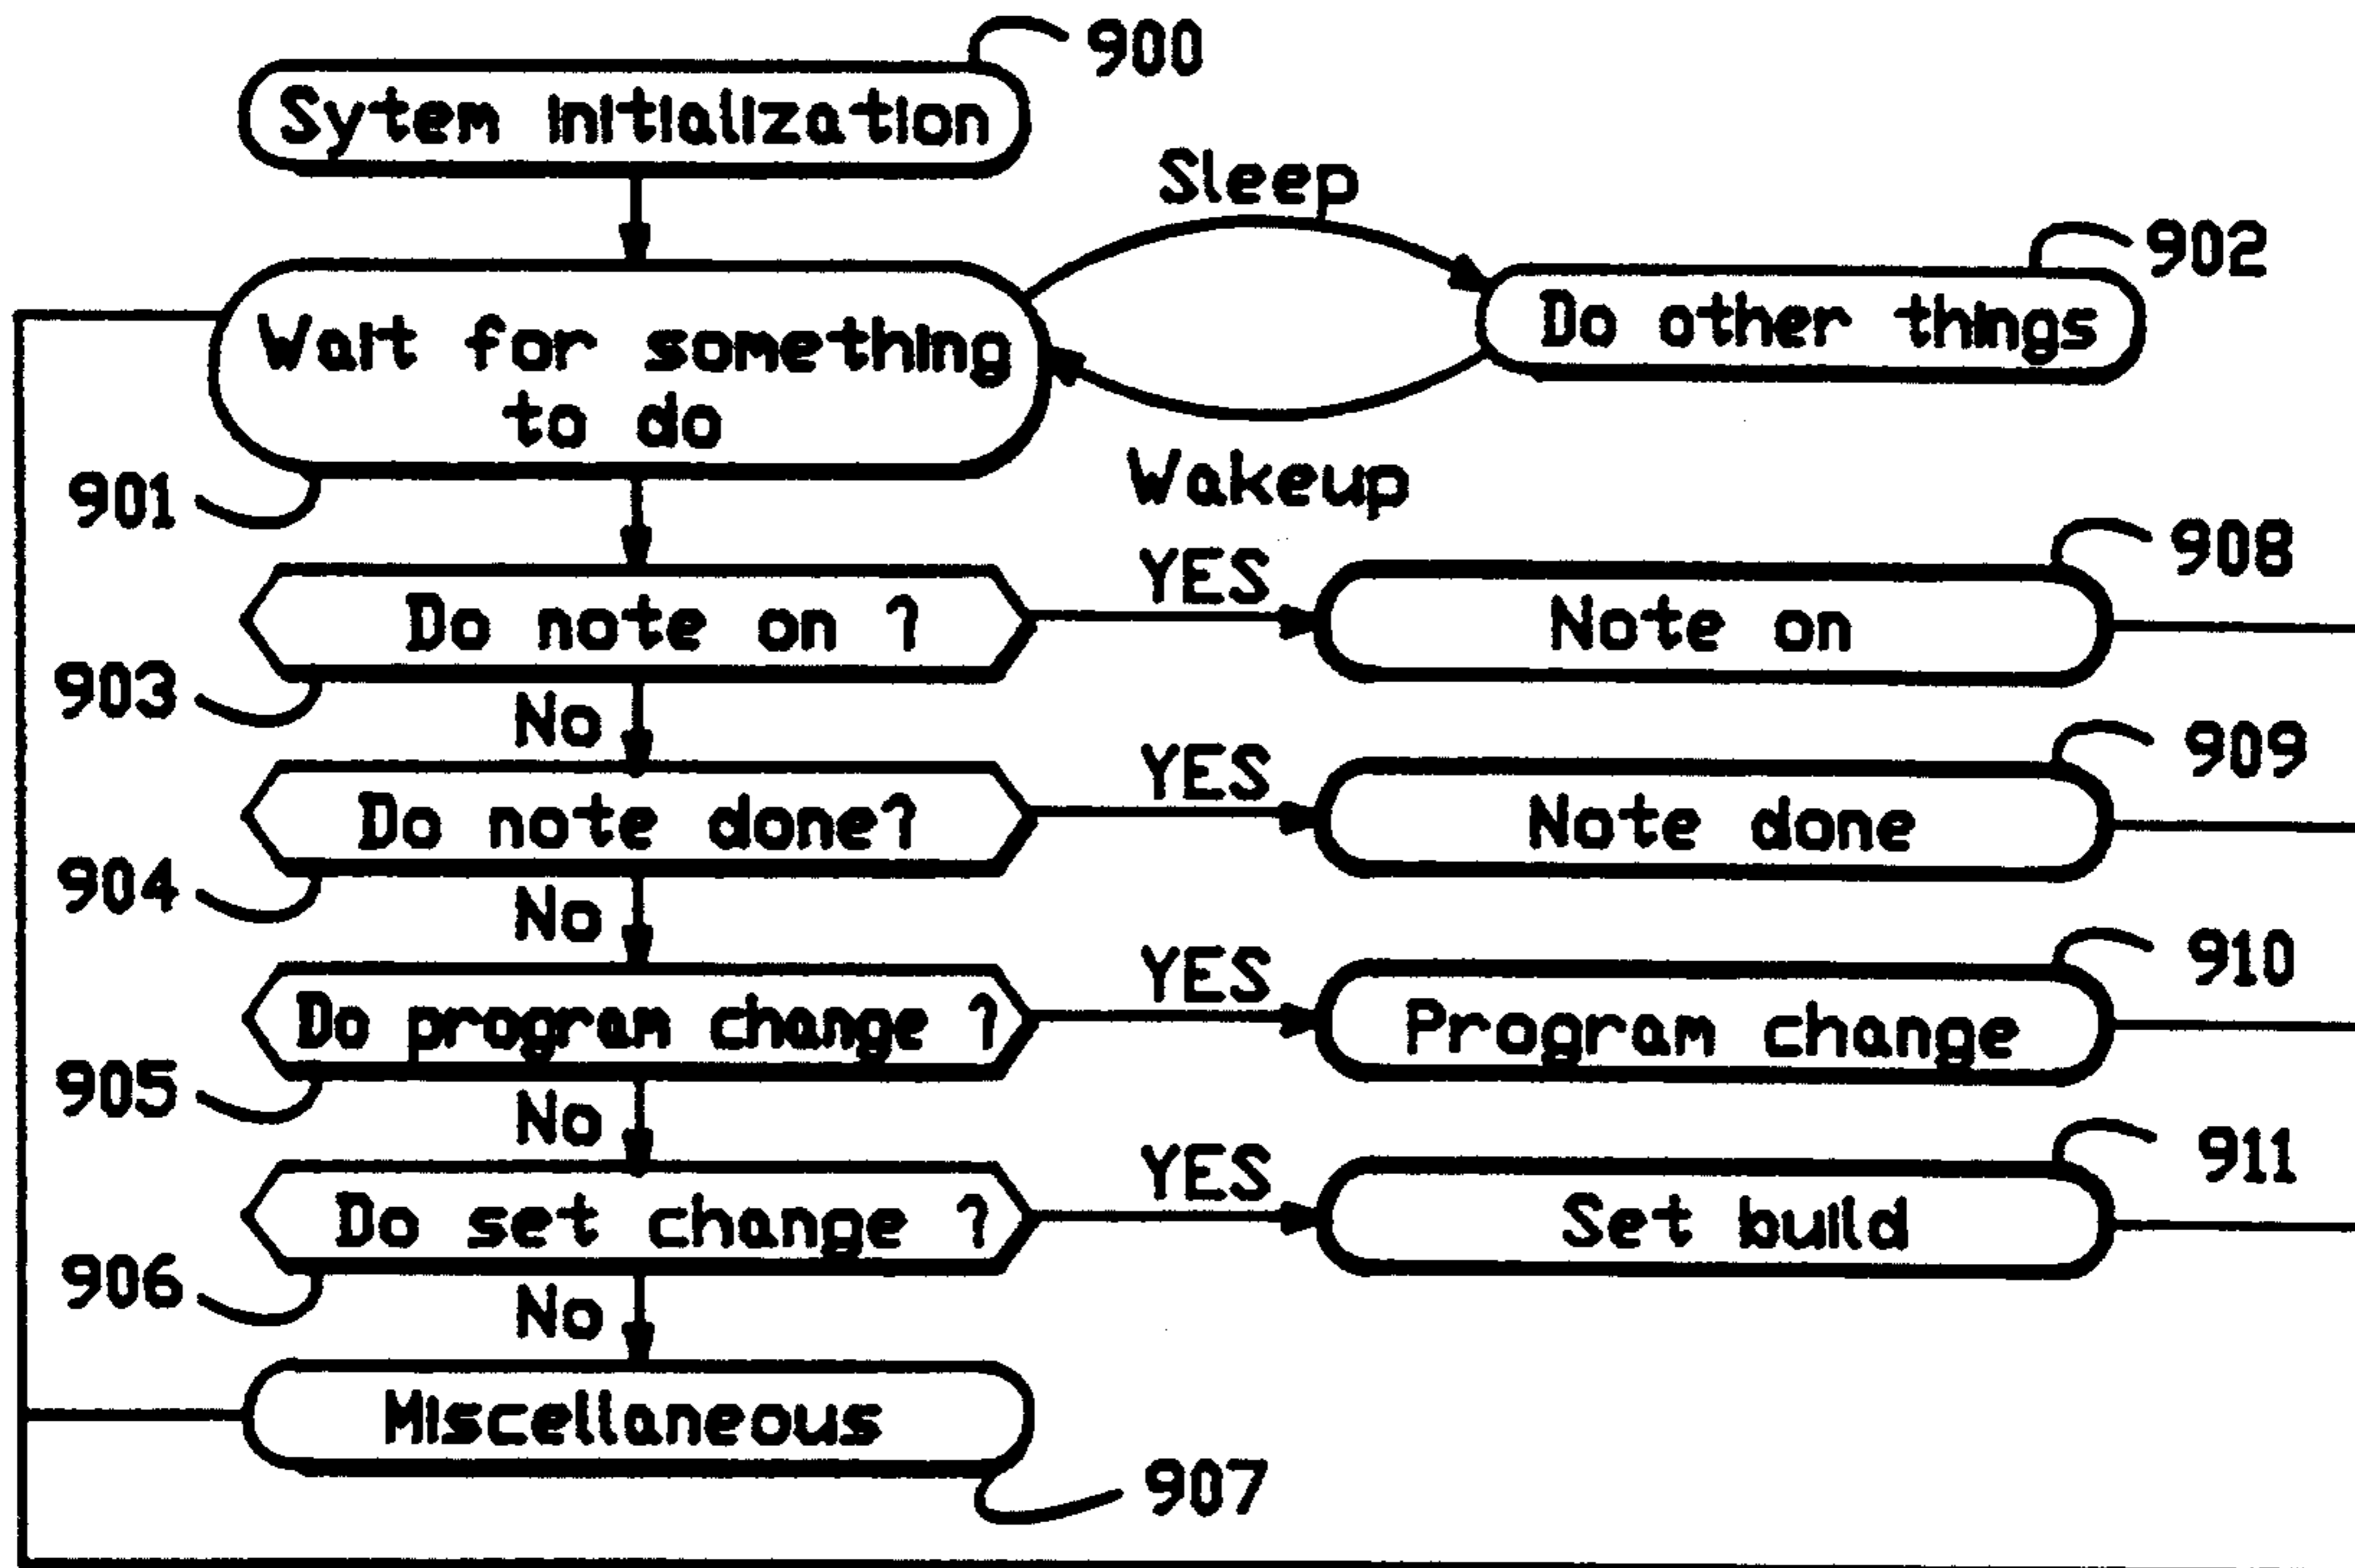 900
Sytem initialization
Sleep
902
Do other things
Wait for something
to do
901
Wakeup
908
YES
Do note on ?
Note on
903
No
909
YES
Do note done?
Note done
904
No
910
YES
Do program change ?
Program change
905
No
911
YES
Do set change ?
Set build
906
No
Miscellaneous
907